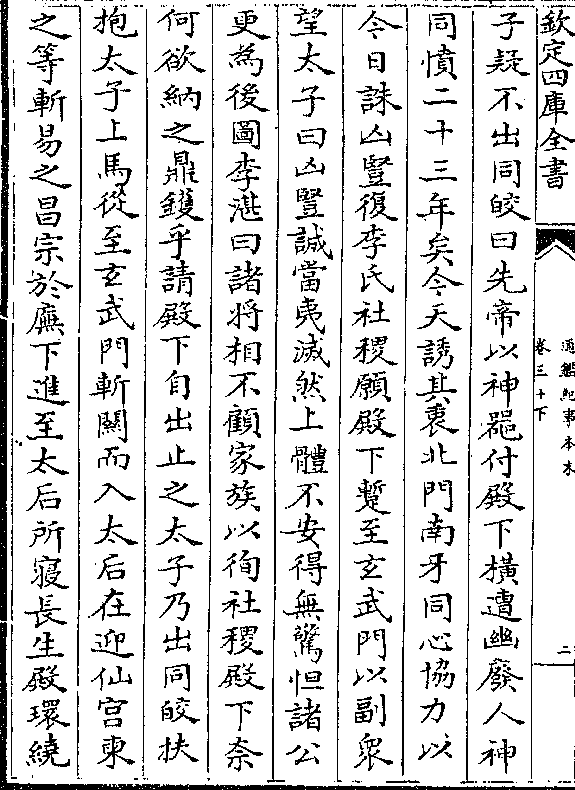 欽定四庫全書
通鑑紀事本末
卷三十下
二
子疑不出同皎曰先帝以神器付殿下橫遭幽廢人神
同憤二十三年矣今天誘其衷北門南牙同心協力以
今日誅凶豎復李氏社稷願殿下蹔至玄武門以副衆
望太子曰凶豎誠當夷滅然上體不安得無驚怛諸公
更為後圖李湛曰諸將相不顧家族以徇社稷殿下奈
何欲納之鼎鑊乎請殿下自出止之太子乃出同皎扶
抱太子上馬從至玄武門斬關而入太后在迎仙宮東
之等斬易之昌宗於廡下進至太后所寢長生殿環繞